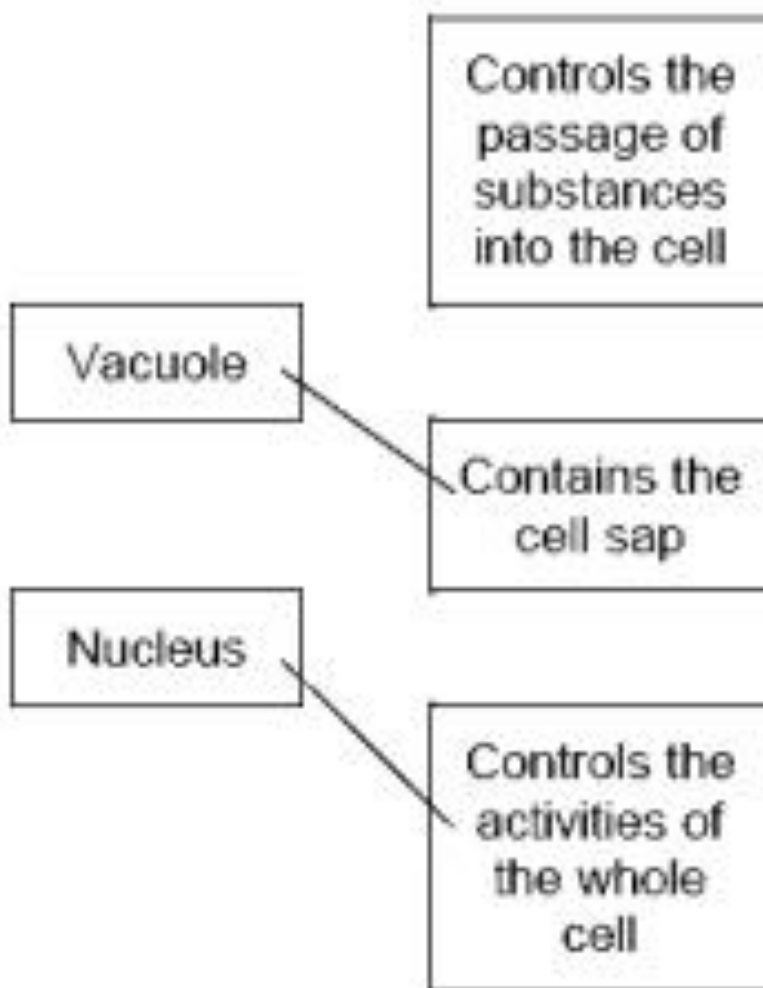 Controls the
passage of
substances
into the cell
Vacuole
Contains the
cell sap
Nucleus
Controls the
activities of
the whole
cell